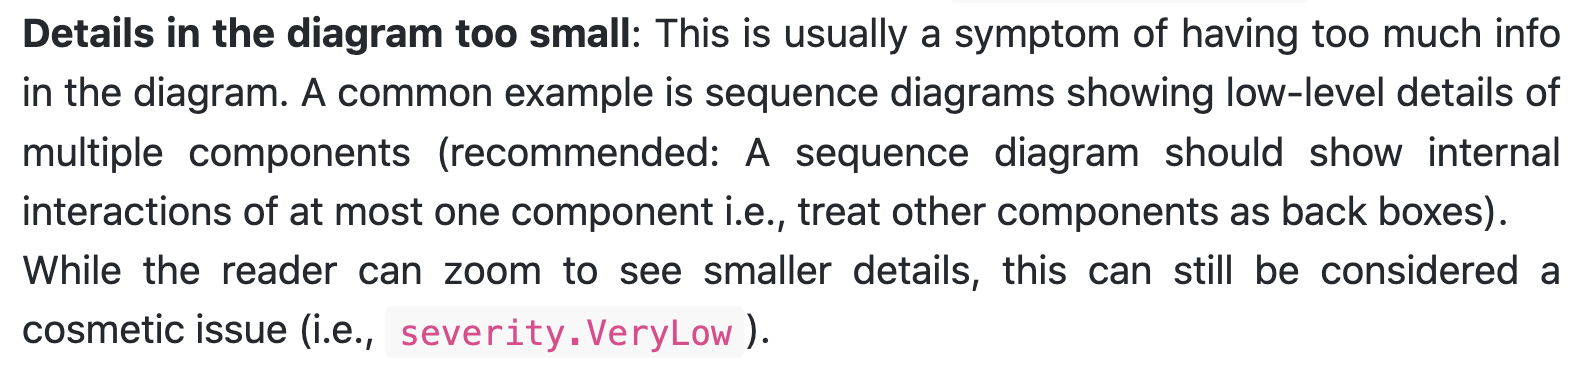 Details in the diagram too small: This is usually a symptom of having too much info
in the diagram. A common example is sequence diagrams showing low-level details of
multiple components (recommended: A sequence diagram should show internal
interactions of at most one component i.e., treat other components as back boxes).
While the reader can zoom to see smaller details, this can still be considered a
cosmetic issue (i.e., severity.VeryLow ).